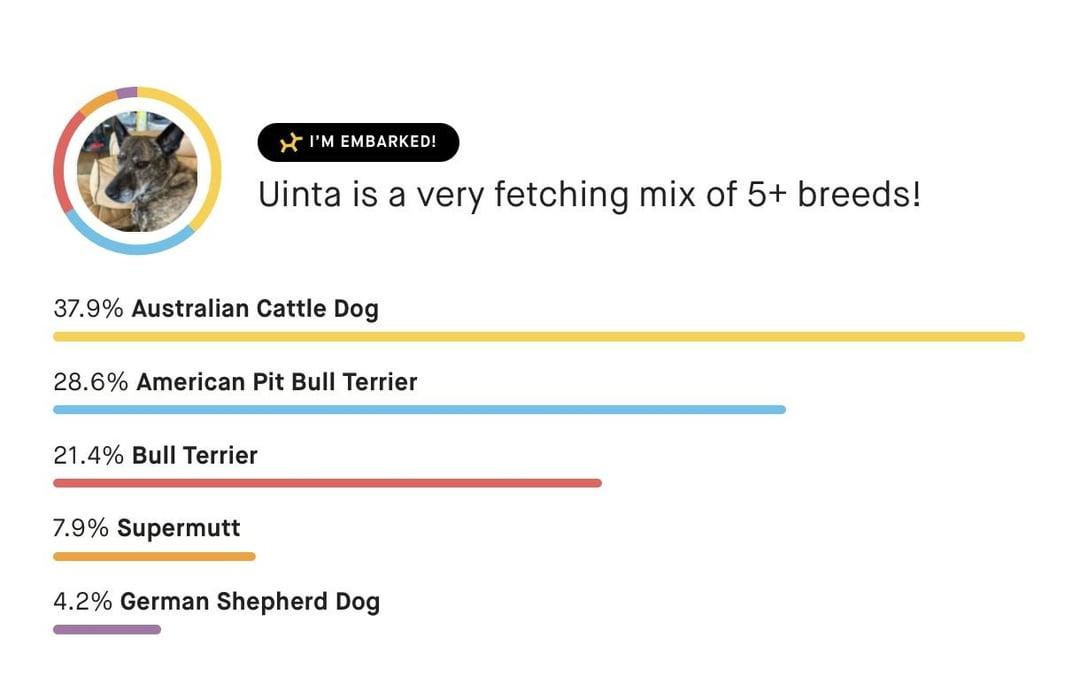 I'M EMBARKED!
Uinta is a very fetching mix of 5+ breeds!
37.9% Australian Cattle Dog
28.6% American Pit Bull Terrier
21.4% Bull Terrier
7.9% Supermutt
4.2% German Shepherd Dog